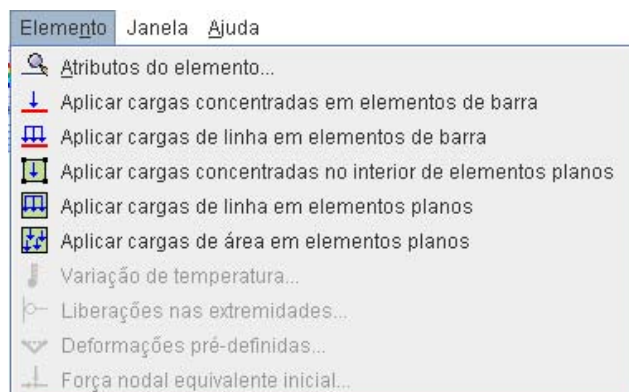 Elemento Janela Ajuda
Atributos do elemento...
Aplicar cargas concentradas em elementos de barra
Aplicar cargas de linha em elementos de barra
Aplicar cargas concentradas no interior de elementos planos
Aplicar cargas de linha em elementos planos
Aplicar cargas de área em elementos planos
Variação de temperatura...
Liberações nas extremidades...
Deformações pré-definidas...
Força nodal equivalente inicial...